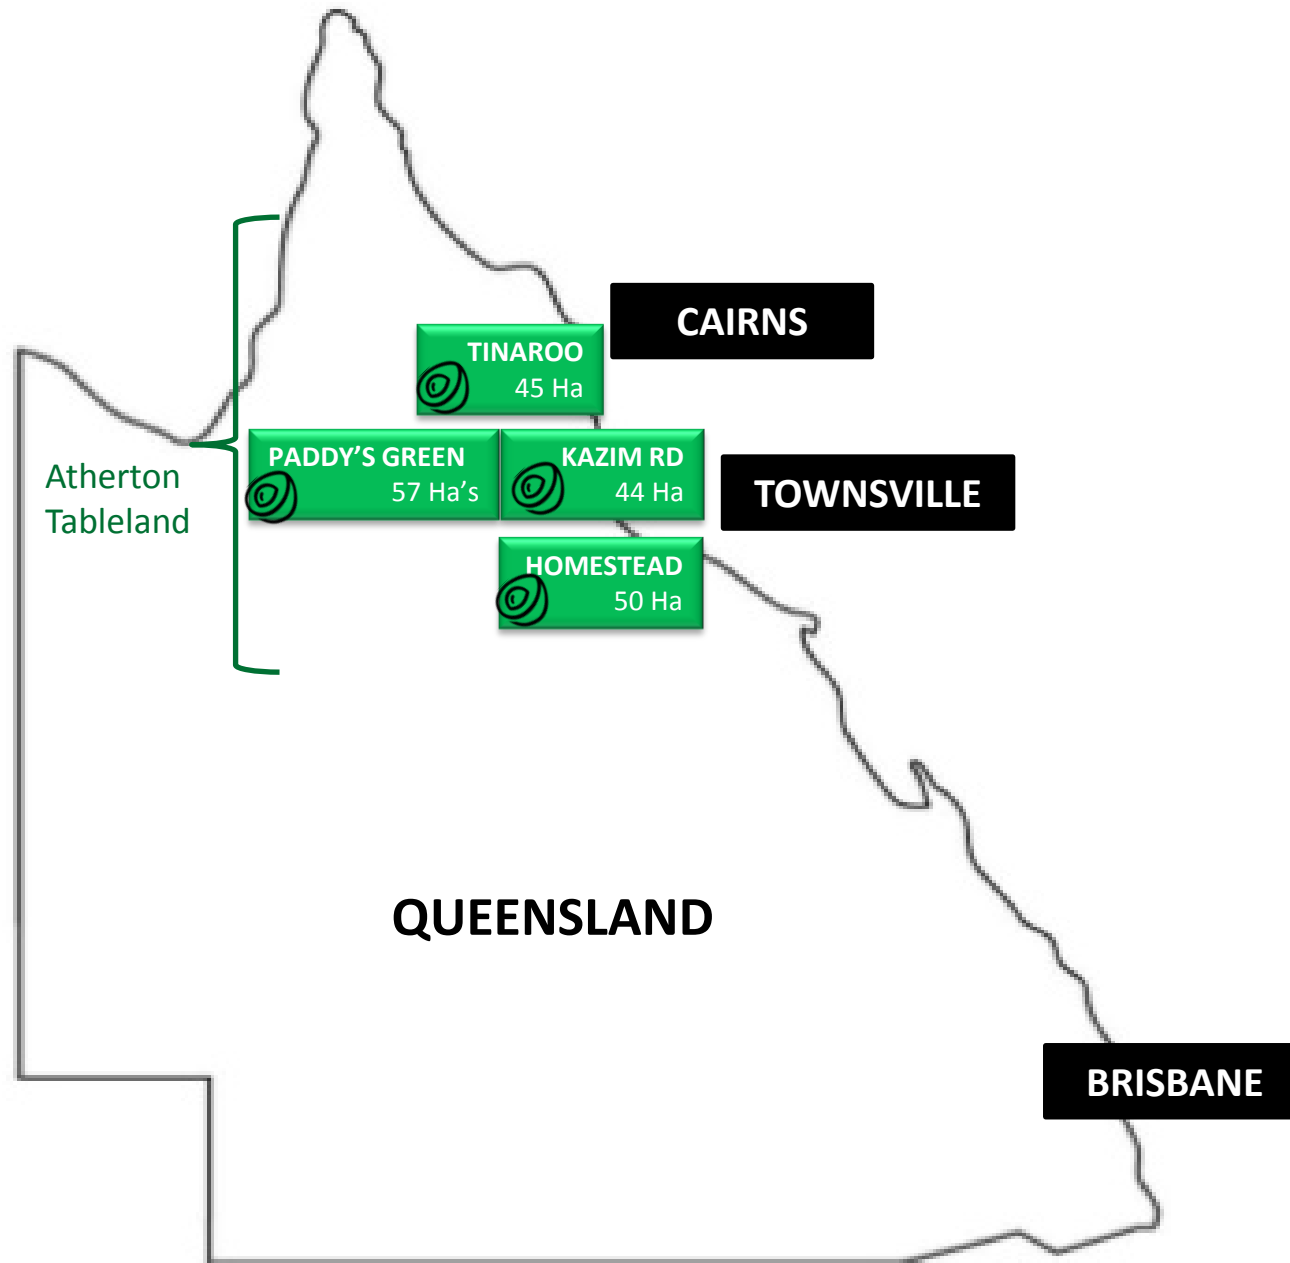 CAIRNS
TINAROO
45 Ha
PADDY’S GREEN
57 Ha’s
KAZIM RD
44 Ha
TOWNSVILLE
Atherton
Tableland
HOMESTEAD
50 Ha
QUEENSLAND
BRISBANE